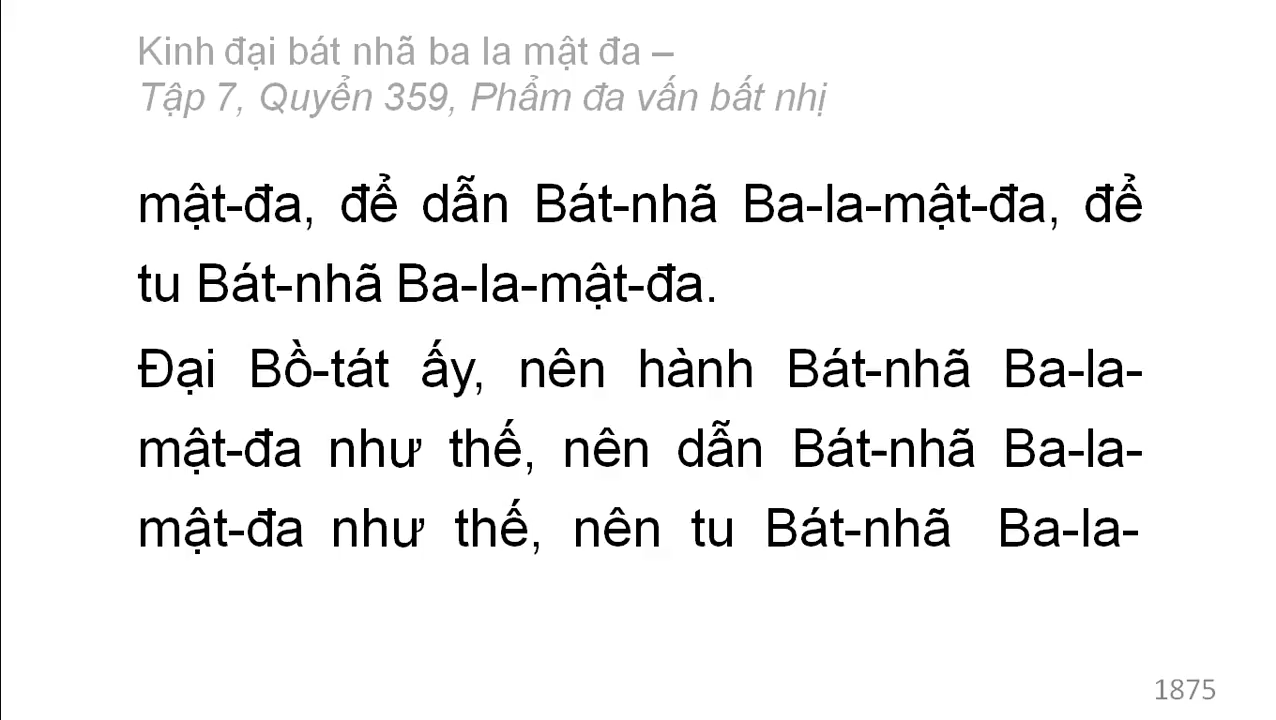 Kinh đại bát nhã ba la mật đa –
Tập 7, Quyển 359, Phẩm đa vấn bất nhị
mật-đa, để dẫn Bát-nhã Ba-la-mật-đa, để
tu Bát-nhã Ba-la-mật-đa.
Đại Bồ-tát ấy, nên hành Bát-nhã Ba-la-
mật-đa như thế, nên dẫn Bát-nhã Ba-la-
mật-đa như thế, nên tu Bát-nhã Ba-la-
1875